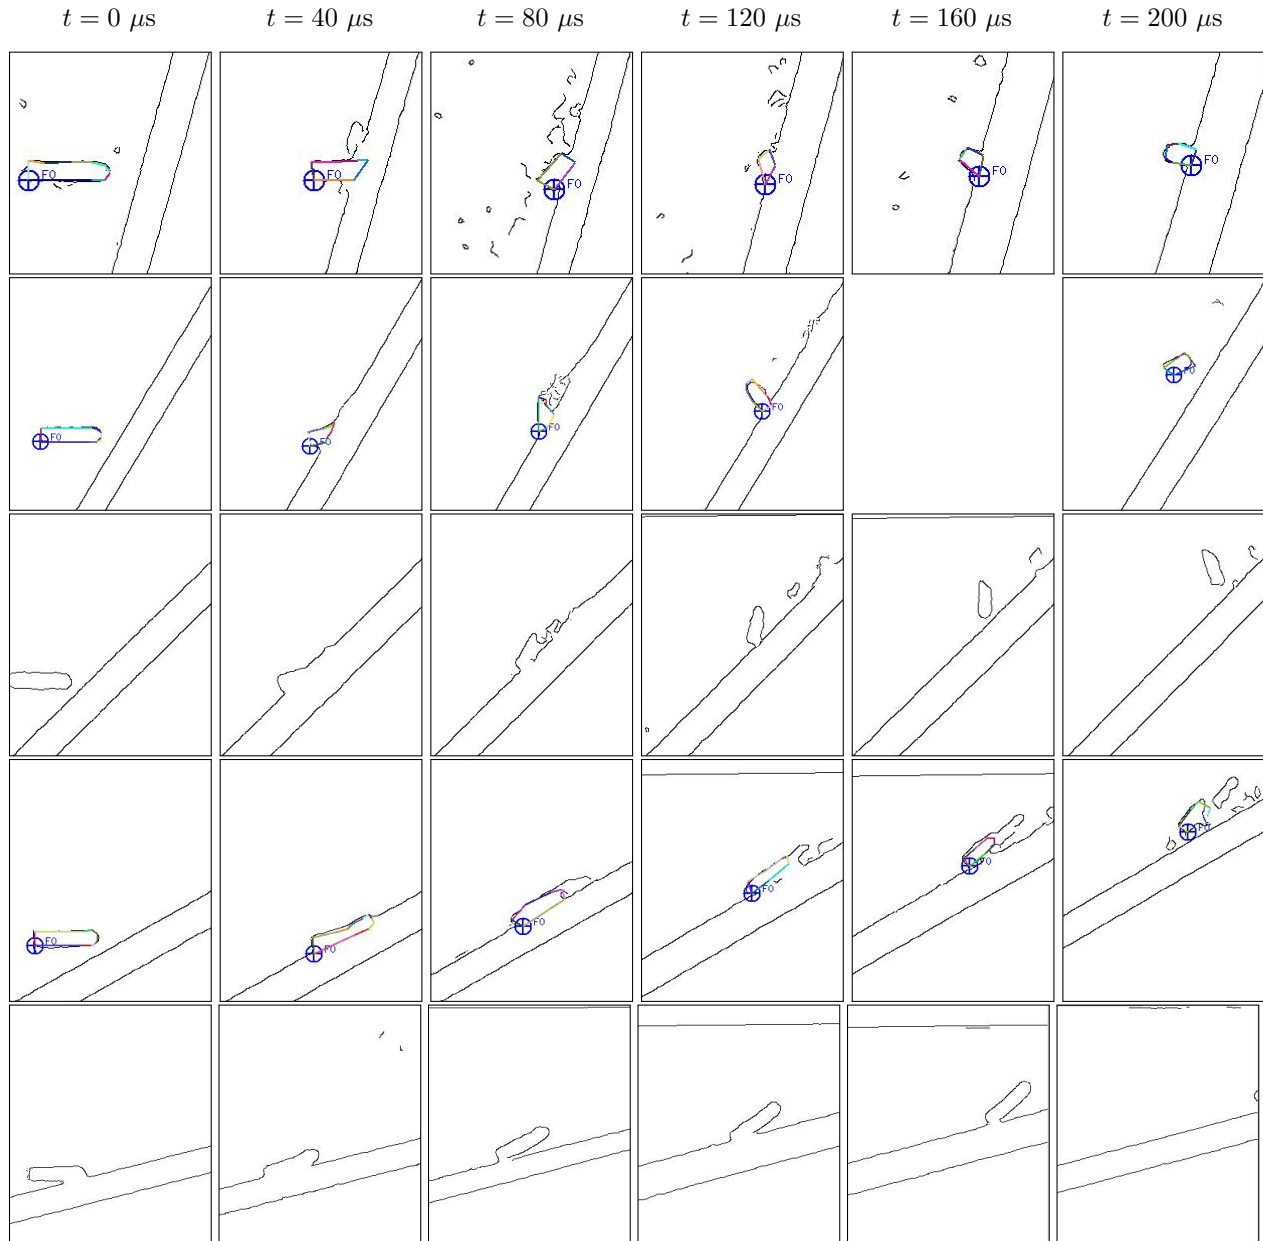 t = 0 μs t = 40 μs t = 80 μs t = 120 μs t = 160 μs t = 200 μs
F0 F0 F0 F0 F0 F0
F0 F0 F0 F0 F0
F0 F0 F0 F0 F0 F0